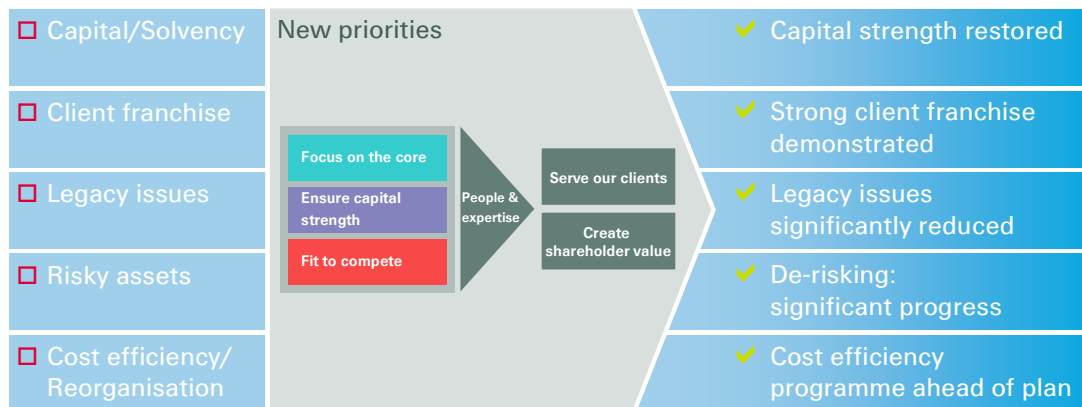 Capital/Solvency
Client franchise
Legacy issues
Risky assets
Cost efficiency/
Reorganisation
New priorities
Focus on the core
Ensure capital
strength
Fit to compete
People &
expertise
Serve our clients
Create
shareholder value
Capital strength restored
Strong client franchise
demonstrated
Legacy issues
significantly reduced
De-risking:
significant progress
Cost efficiency
programme ahead of plan